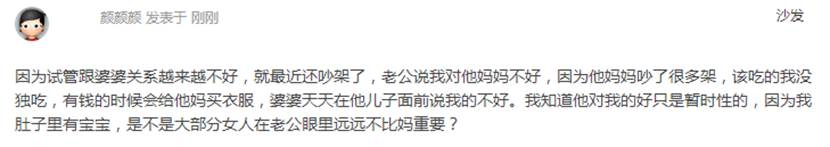 颜颜颜 发表于 刚刚 沙发
因为试管跟婆婆关系越来越不好，就最近还吵架了，老公说我对他妈妈不好，因为他妈妈吵了很多架，该吃的我没
独吃，有钱的时候会给他妈买衣服，婆婆天天在他儿子面前说我的不好。我知道他对我的好只是暂时性的，因为我
肚子里有宝宝，是不是大部分女人在老公眼里远远不比妈重要？